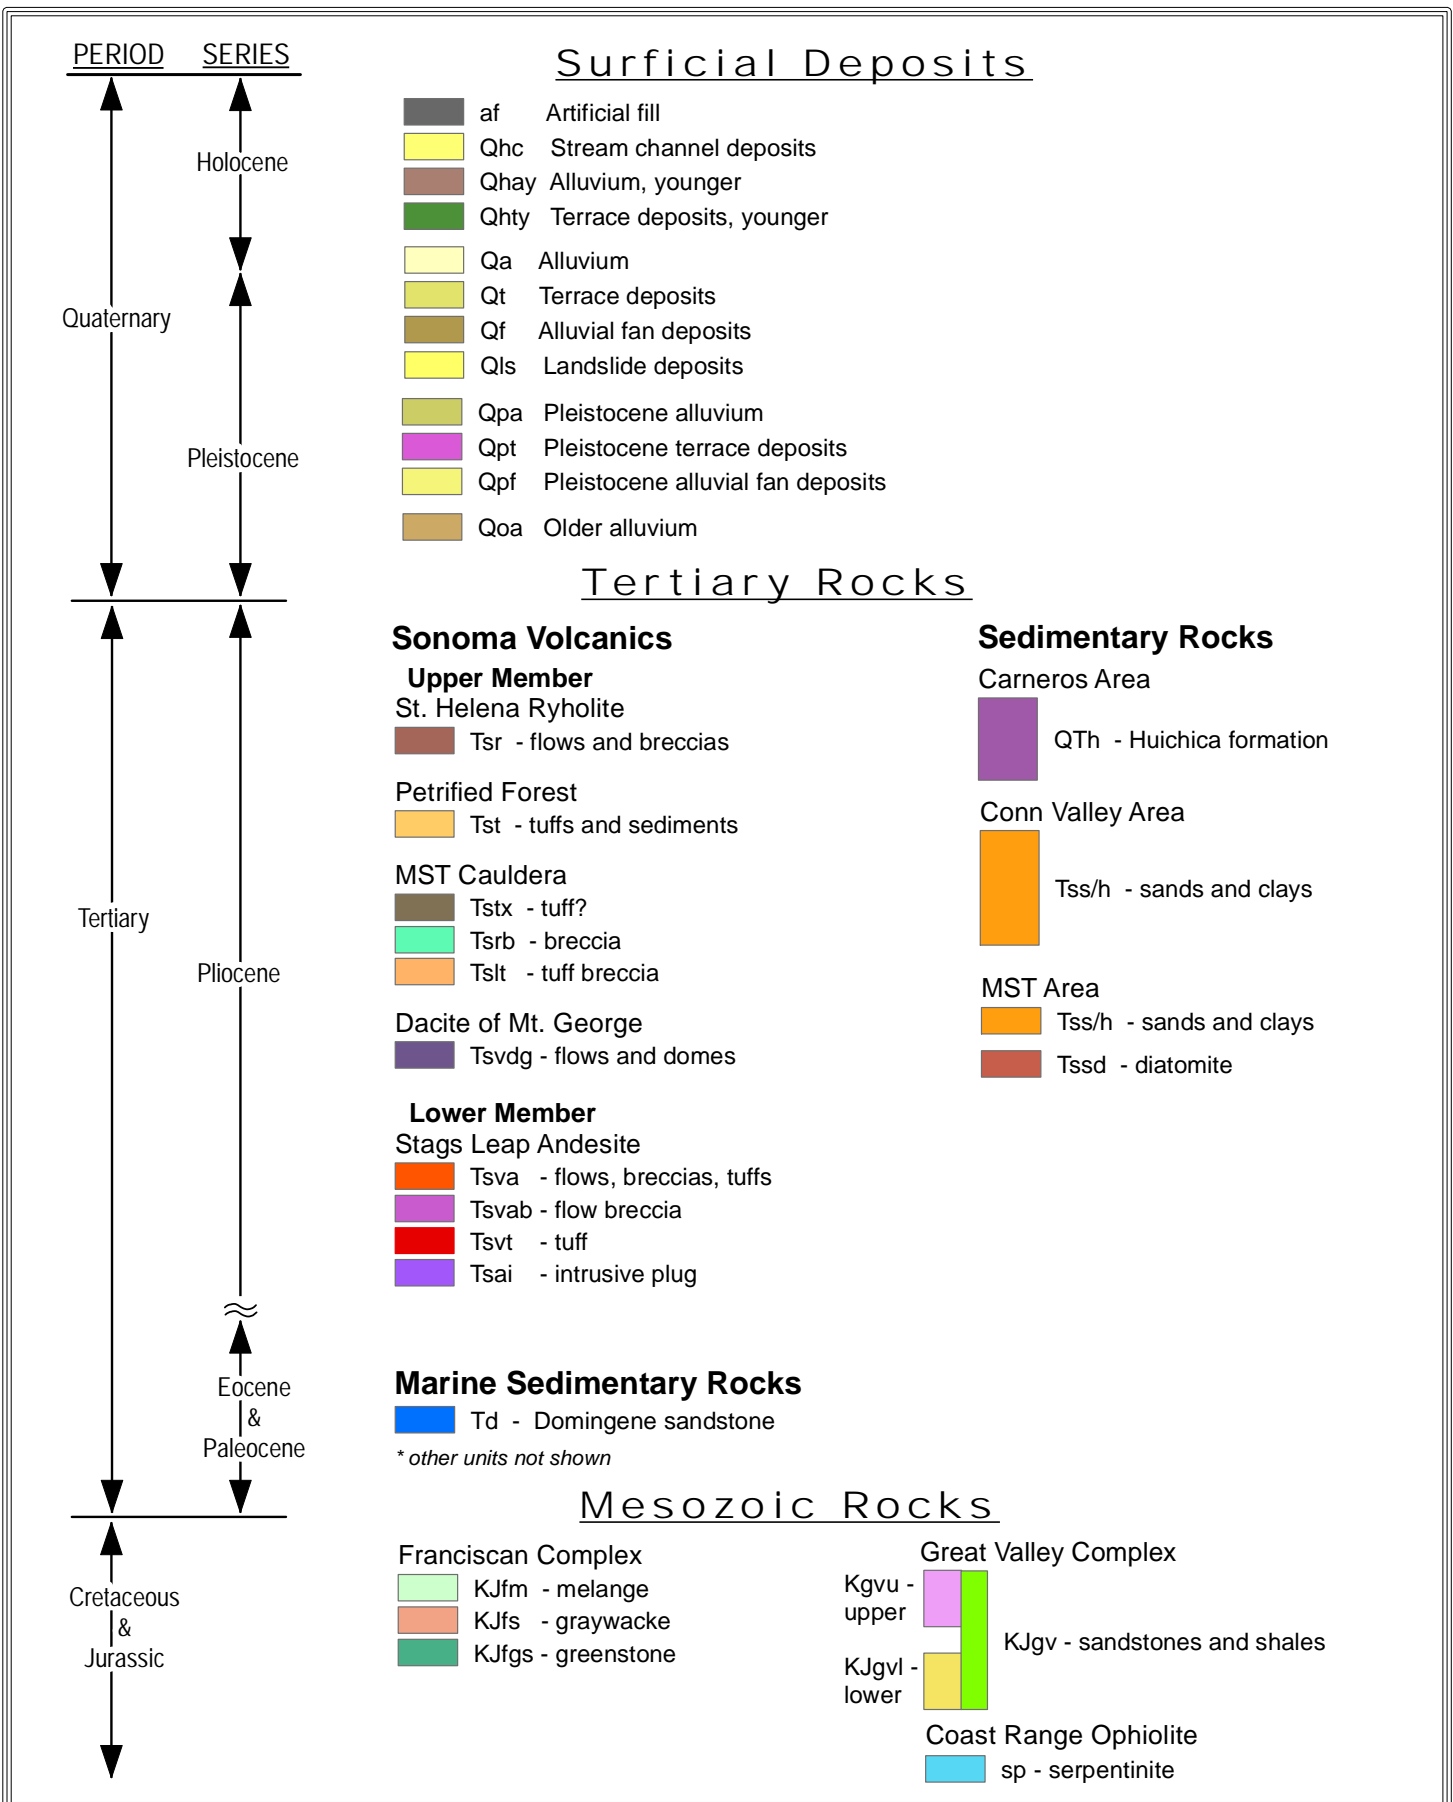 PERIOD SERIES
Surficial Deposits
af Artificial fill
Qhc Stream channel deposits
Holocene
Qhay Alluvium, younger
Qhty Terrace deposits, younger
Qa Alluvium
Qt Terrace deposits
Quaternary
Qf Alluvial fan deposits
Qls Landslide deposits
Qpa Pleistocene alluvium
Qpt Pleistocene terrace deposits
Pleistocene
Qpf Pleistocene alluvial fan deposits
Qoa Older alluvium
Tertiary Rocks
Tertiary
Pliocene
Eocene
&
Paleocene
Sonoma Volcanics
Upper Member
St. Helena Ryholite
Tsr - flows and breccias
Petrified Forest
Tst - tuffs and sediments
MST Cauldera
Tstx - tuff?
Tsrb - breccia
Tslt - tuff breccia
Dacite of Mt. George
Tsvdg - flows and domes
Lower Member
Stags Leap Andesite
Tsva - flows, breccias, tuffs
Tsvab - flow breccia
Tsvt - tuff
Tsai - intrusive plug
Sedimentary Rocks
Carneros Area
QTh - Huichica formation
Conn Valley Area
Tss/h - sands and clays
MST Area
Tss/h - sands and clays
Tssd - diatomite
Marine Sedimentary Rocks
Td - Domingene sandstone
* other units not shown
Mesozoic Rocks
Cretaceous
&
Jurassic
Franciscan Complex
KJfm - melange
KJfs - graywacke
KJfgs - greenstone
Great Valley Complex
Kgvu -
upper
KJgv - sandstones and shales
KJgvl -
lower
Coast Range Ophiolite
sp - serpentinite